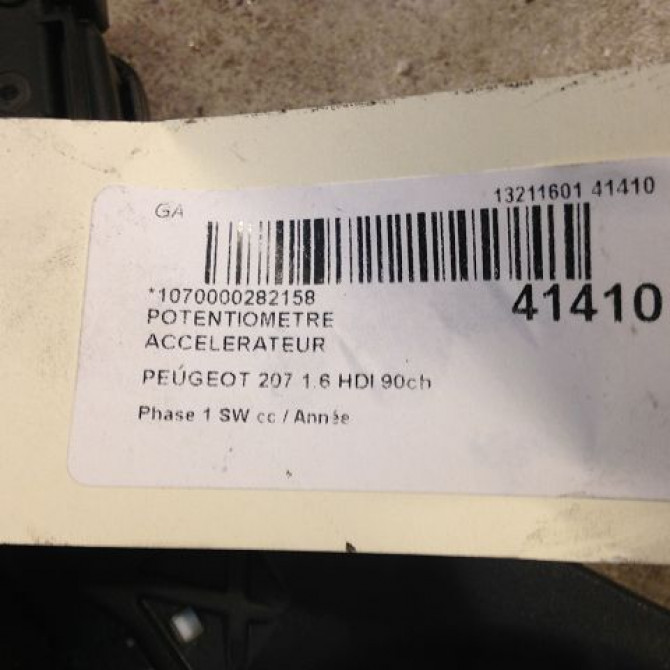 GA
13211601 41410
*1070000282158
41410
POTENTIOMETRE
ACCELERATEUR
PEUGEOT 207 1.6 HDI 90ch
Phase 1 SW cc / Année